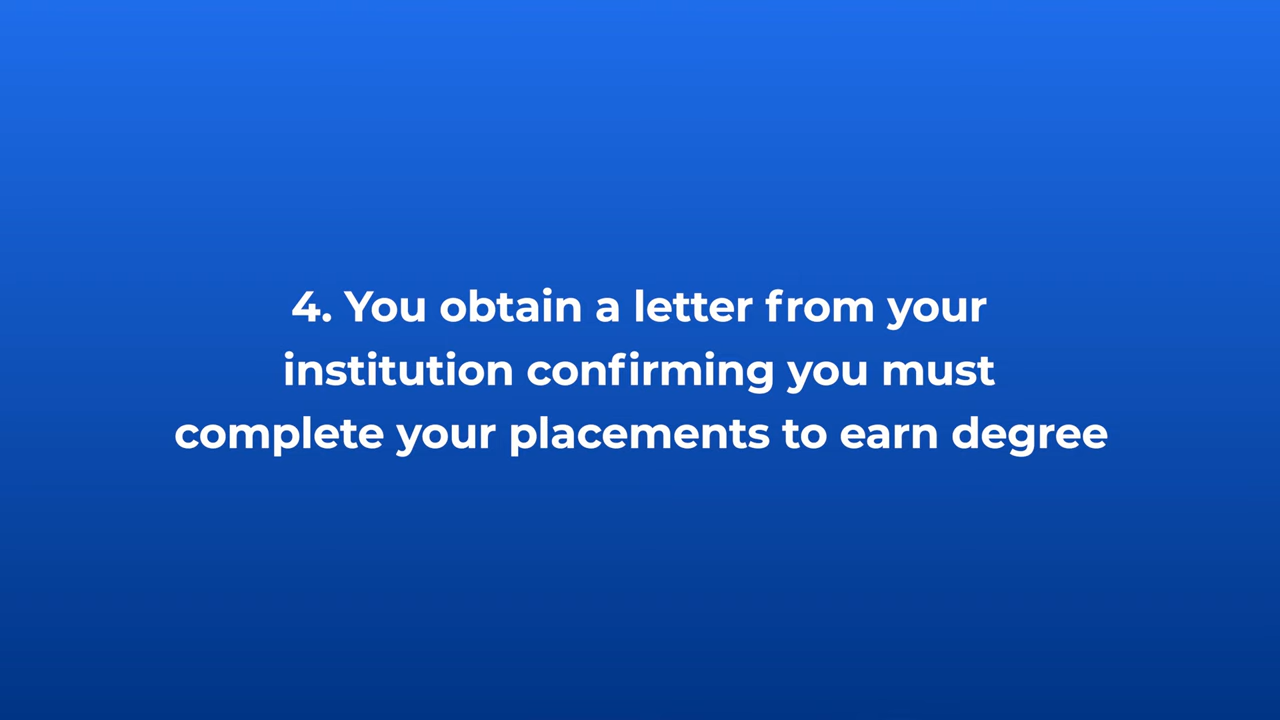 4. You obtain a letter from your
institution confirming you must
complete your placements to earn degree